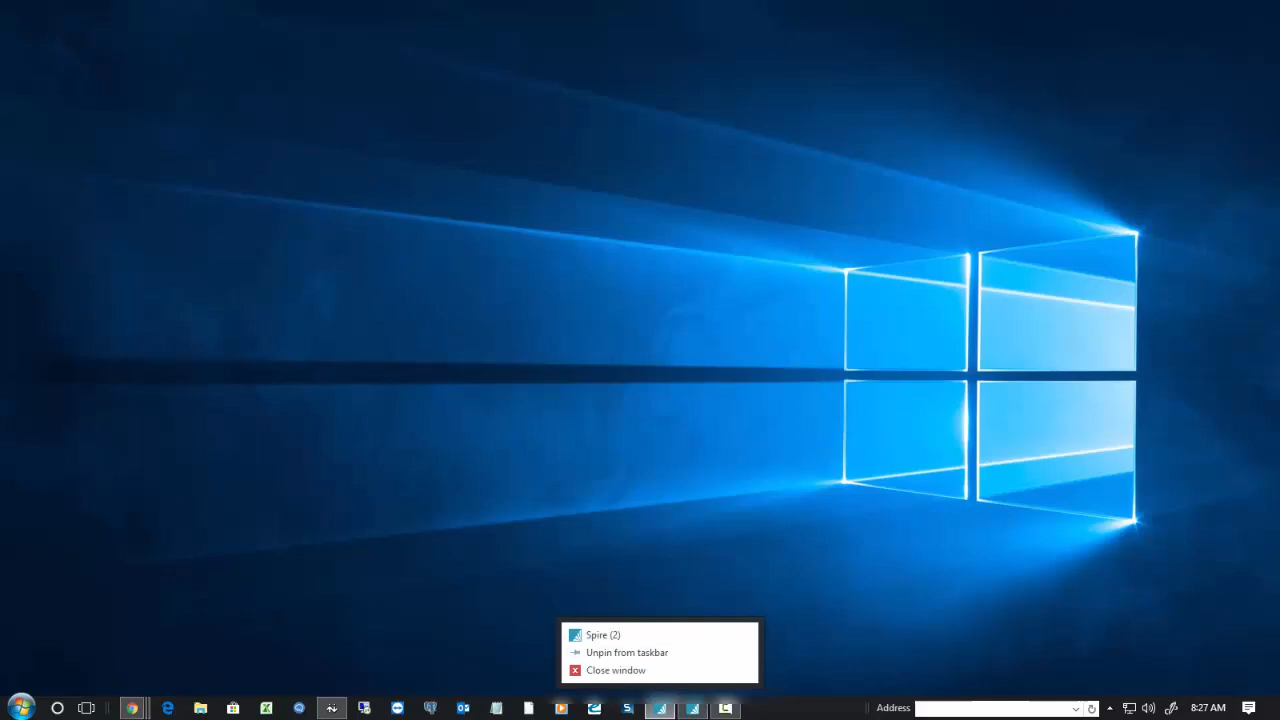 Spire (2)
Unpin from taskbar
Close window
Address
8:27 AM